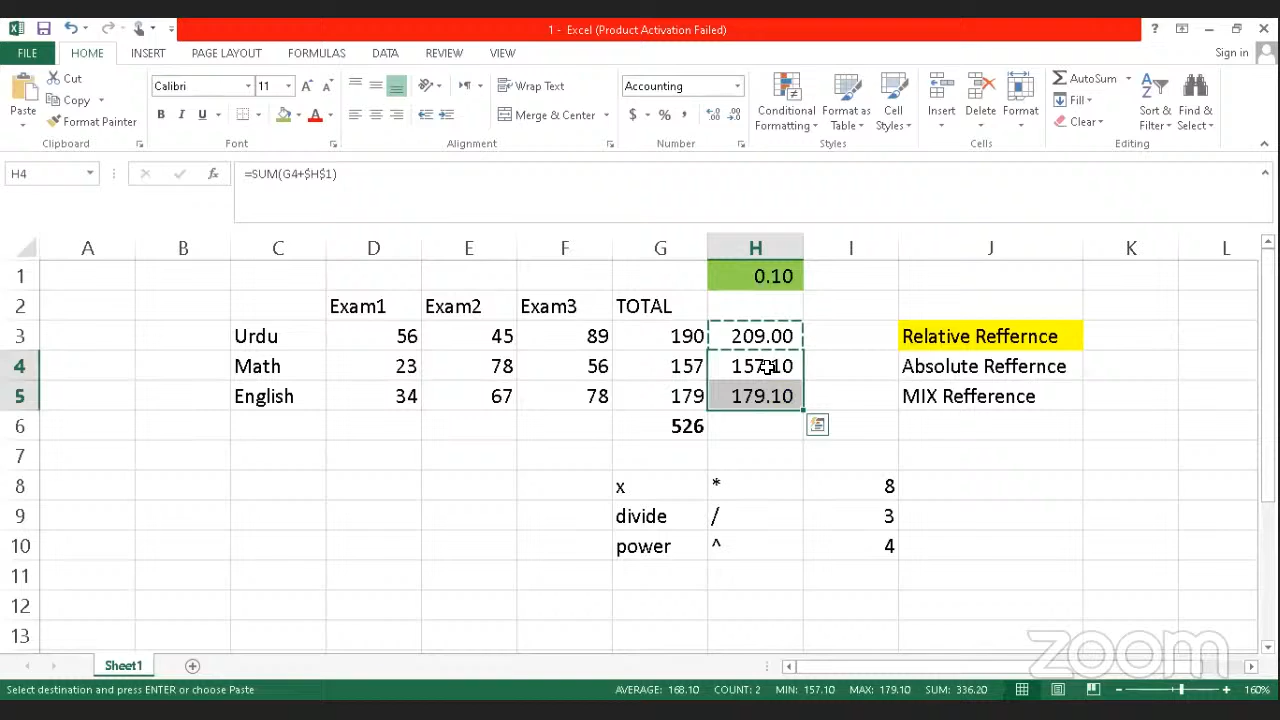 1 - Excel (Product Activation Failed)
FILE HOME INSERT PAGE LAYOUT FORMULAS DATA REVIEW VIEW Sign in
Cut
Copy
Format Painter
Paste
Clipboard
Calibri 11
B I U
Font
Wrap Text
Merge & Center
Alignment
Accounting
$ % ,
Number
Conditional Formatting
Format as Table
Cell Styles
Styles
Insert Delete Format
Cells
AutoSum
Fill
Clear
Sort & Filter
Find & Select
Editing
H4 =SUM(G4+$H$1)
A B C D E F G H I J K L
1 0.10
2 Exam1 Exam2 Exam3 TOTAL
3 Urdu 56 45 89 190 209.00 Relative Reffernce
4 Math 23 78 56 157 157.10 Absolute Reffernce
5 English 34 67 78 179 179.10 MIX Refference
6 526
7
8 x * 8
9 divide / 3
10 power ^ 4
11
12
13
Sheet1
zoom
Select destination and press ENTER or choose Paste AVERAGE: 168.10 COUNT: 2 MIN: 157.10 MAX: 179.10 SUM: 336.20 160%